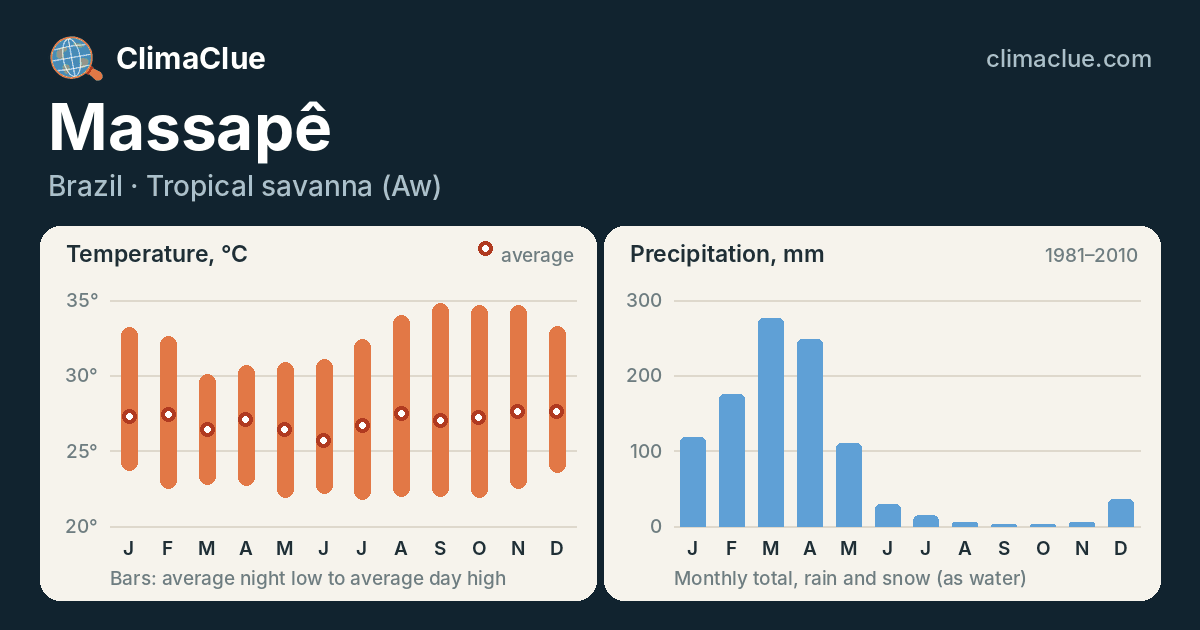 ClimaClue
climaclue.com
Massapê
Brazil · Tropical savanna (Aw)
Temperature, °C
average
35°
30°
25°
20°
J F M A M J J A S O N D
Bars: average night low to average day high
Precipitation, mm
1981–2010
300
200
100
0
J F M A M J J A S O N D
Monthly total, rain and snow (as water)